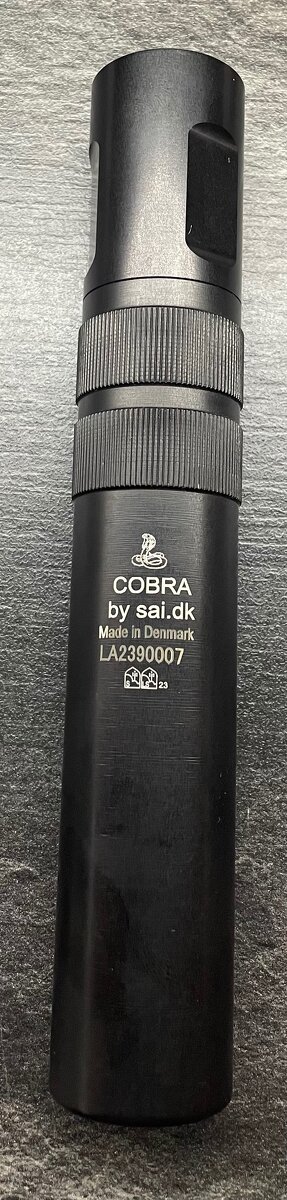 COBRA
by sai.dk
Made in Denmark
LA2390007
23